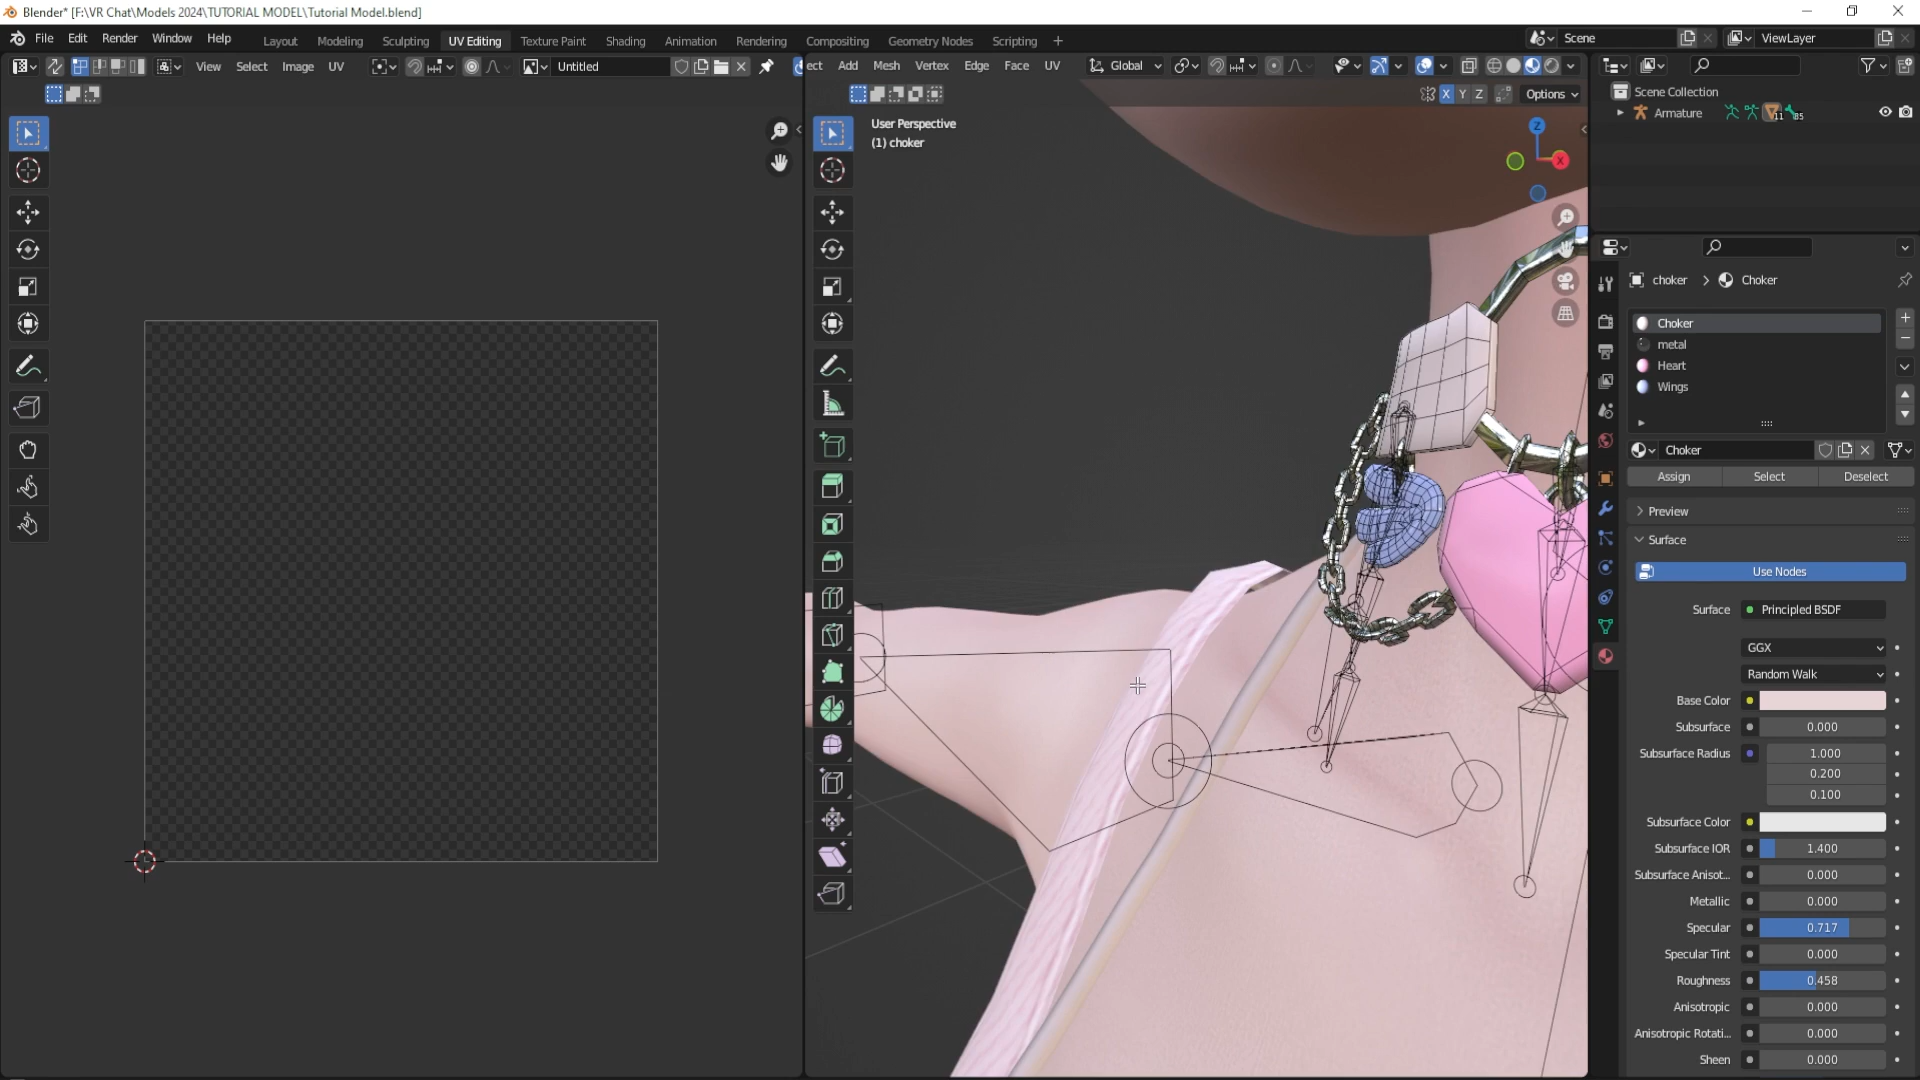 Blender* [F:\VR Chat\Models 2024\TUTORIAL MODEL\Tutorial Model.blend]
File Edit Render Window Help
Layout Modeling Sculpting UV Editing Texture Paint Shading Animation Rendering Compositing Geometry Nodes Scripting +
Scene
ViewLayer
View Select Image UV
Untitled
ect Add Mesh Vertex Edge Face UV
Global
X Y Z
Options
User Perspective
(1) choker
Z
X
Scene Collection
Armature
11
85
choker > Choker
Choker
metal
Heart
Wings
Choker
Assign Select Deselect
Preview
Surface
Use Nodes
Surface Principled BSDF
GGX
Random Walk
Base Color
Subsurface 0.000
Subsurface Radius 1.000
0.200
0.100
Subsurface Color
Subsurface IOR 1.400
Subsurface Anisot... 0.000
Metallic 0.000
Specular 0.717
Specular Tint 0.000
Roughness 0.458
Anisotropic 0.000
Anisotropic Rotati... 0.000
Sheen 0.000